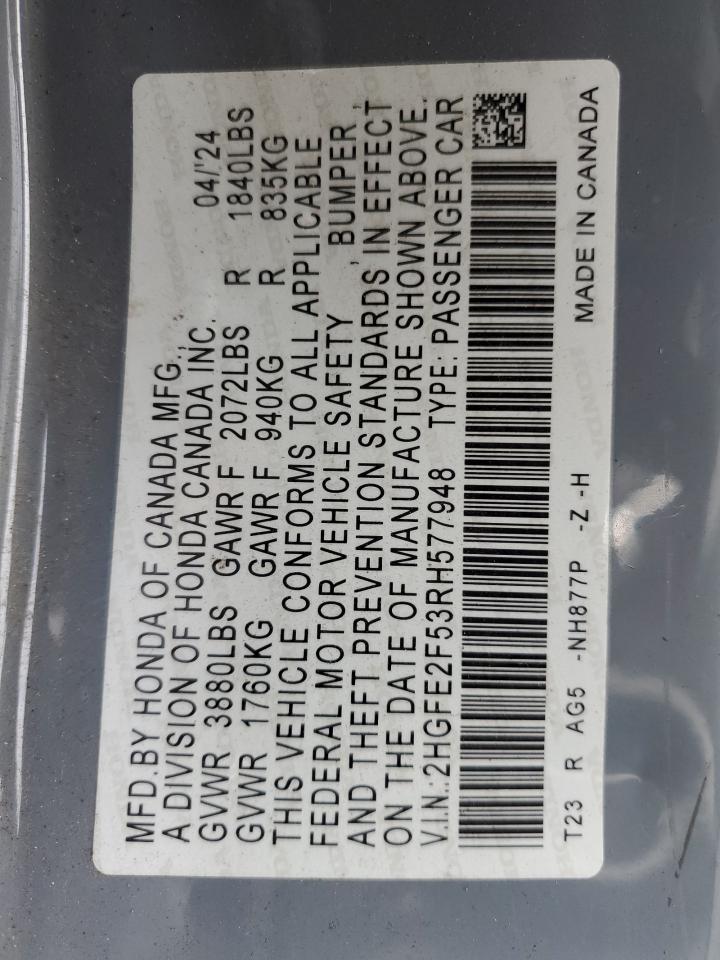 MFD.BY HONDA OF CANADA MFG.,
A DIVISION OF HONDA CANADA INC. 04/'24
GVWR 3880LBS GAWR F 2072LBS R 1840LBS
GVWR 1760KG GAWR F 940KG R 835KG
THIS VEHICLE CONFORMS TO ALL APPLICABLE
FEDERAL MOTOR VEHICLE SAFETY , BUMPER ,
AND THEFT PREVENTION STANDARDS IN EFFECT
ON THE DATE OF MANUFACTURE SHOWN ABOVE.
V.I.N.:2HGFE2F53RH577948 TYPE: PASSENGER CAR
T23 R AG5 -NH877P -Z -H MADE IN CANADA